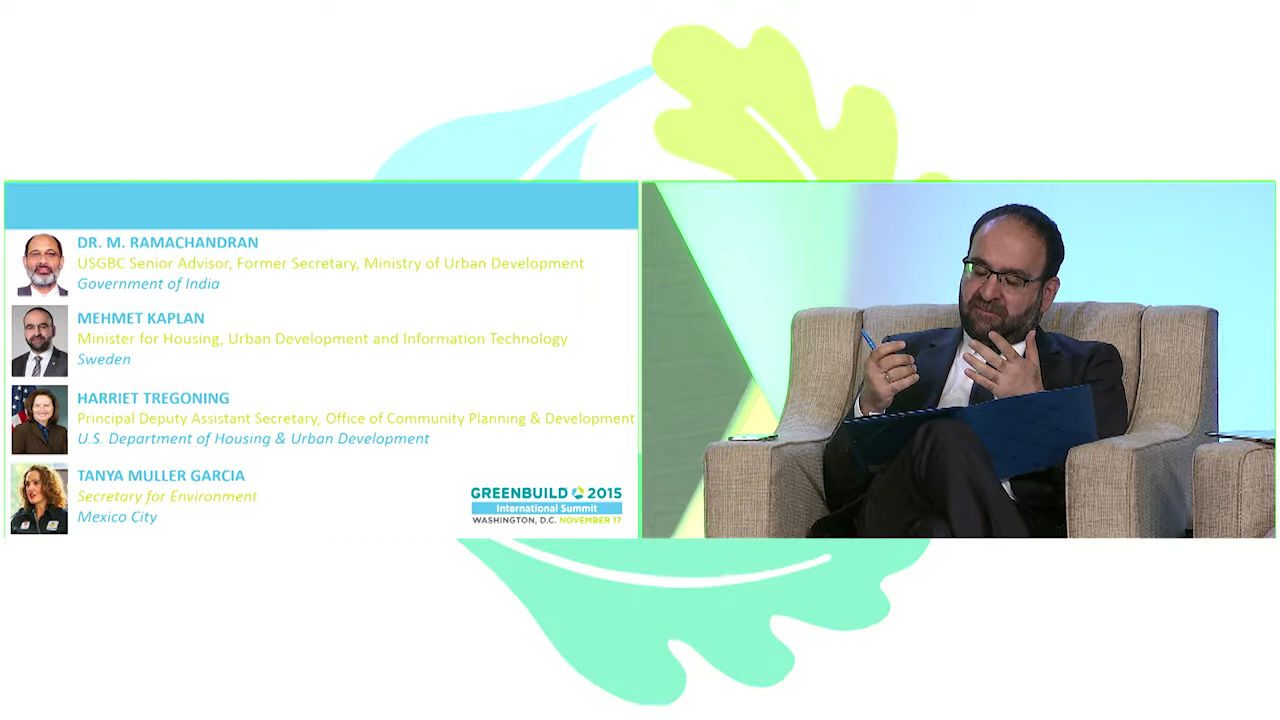 DR. M. RAMACHANDRAN
USGBC Senior Advisor, Former Secretary, Ministry of Urban Development
Government of India
MEHMET KAPLAN
Minister for Housing, Urban Development and Information Technology
Sweden
HARRIET TREGONING
Principal Deputy Assistant Secretary, Office of Community Planning & Development
U.S. Department of Housing & Urban Development
TANYA MULLER GARCIA
Secretary for Environment
Mexico City
GREENBUILD 2015
International Summit
WASHINGTON, D.C. NOVEMBER 17